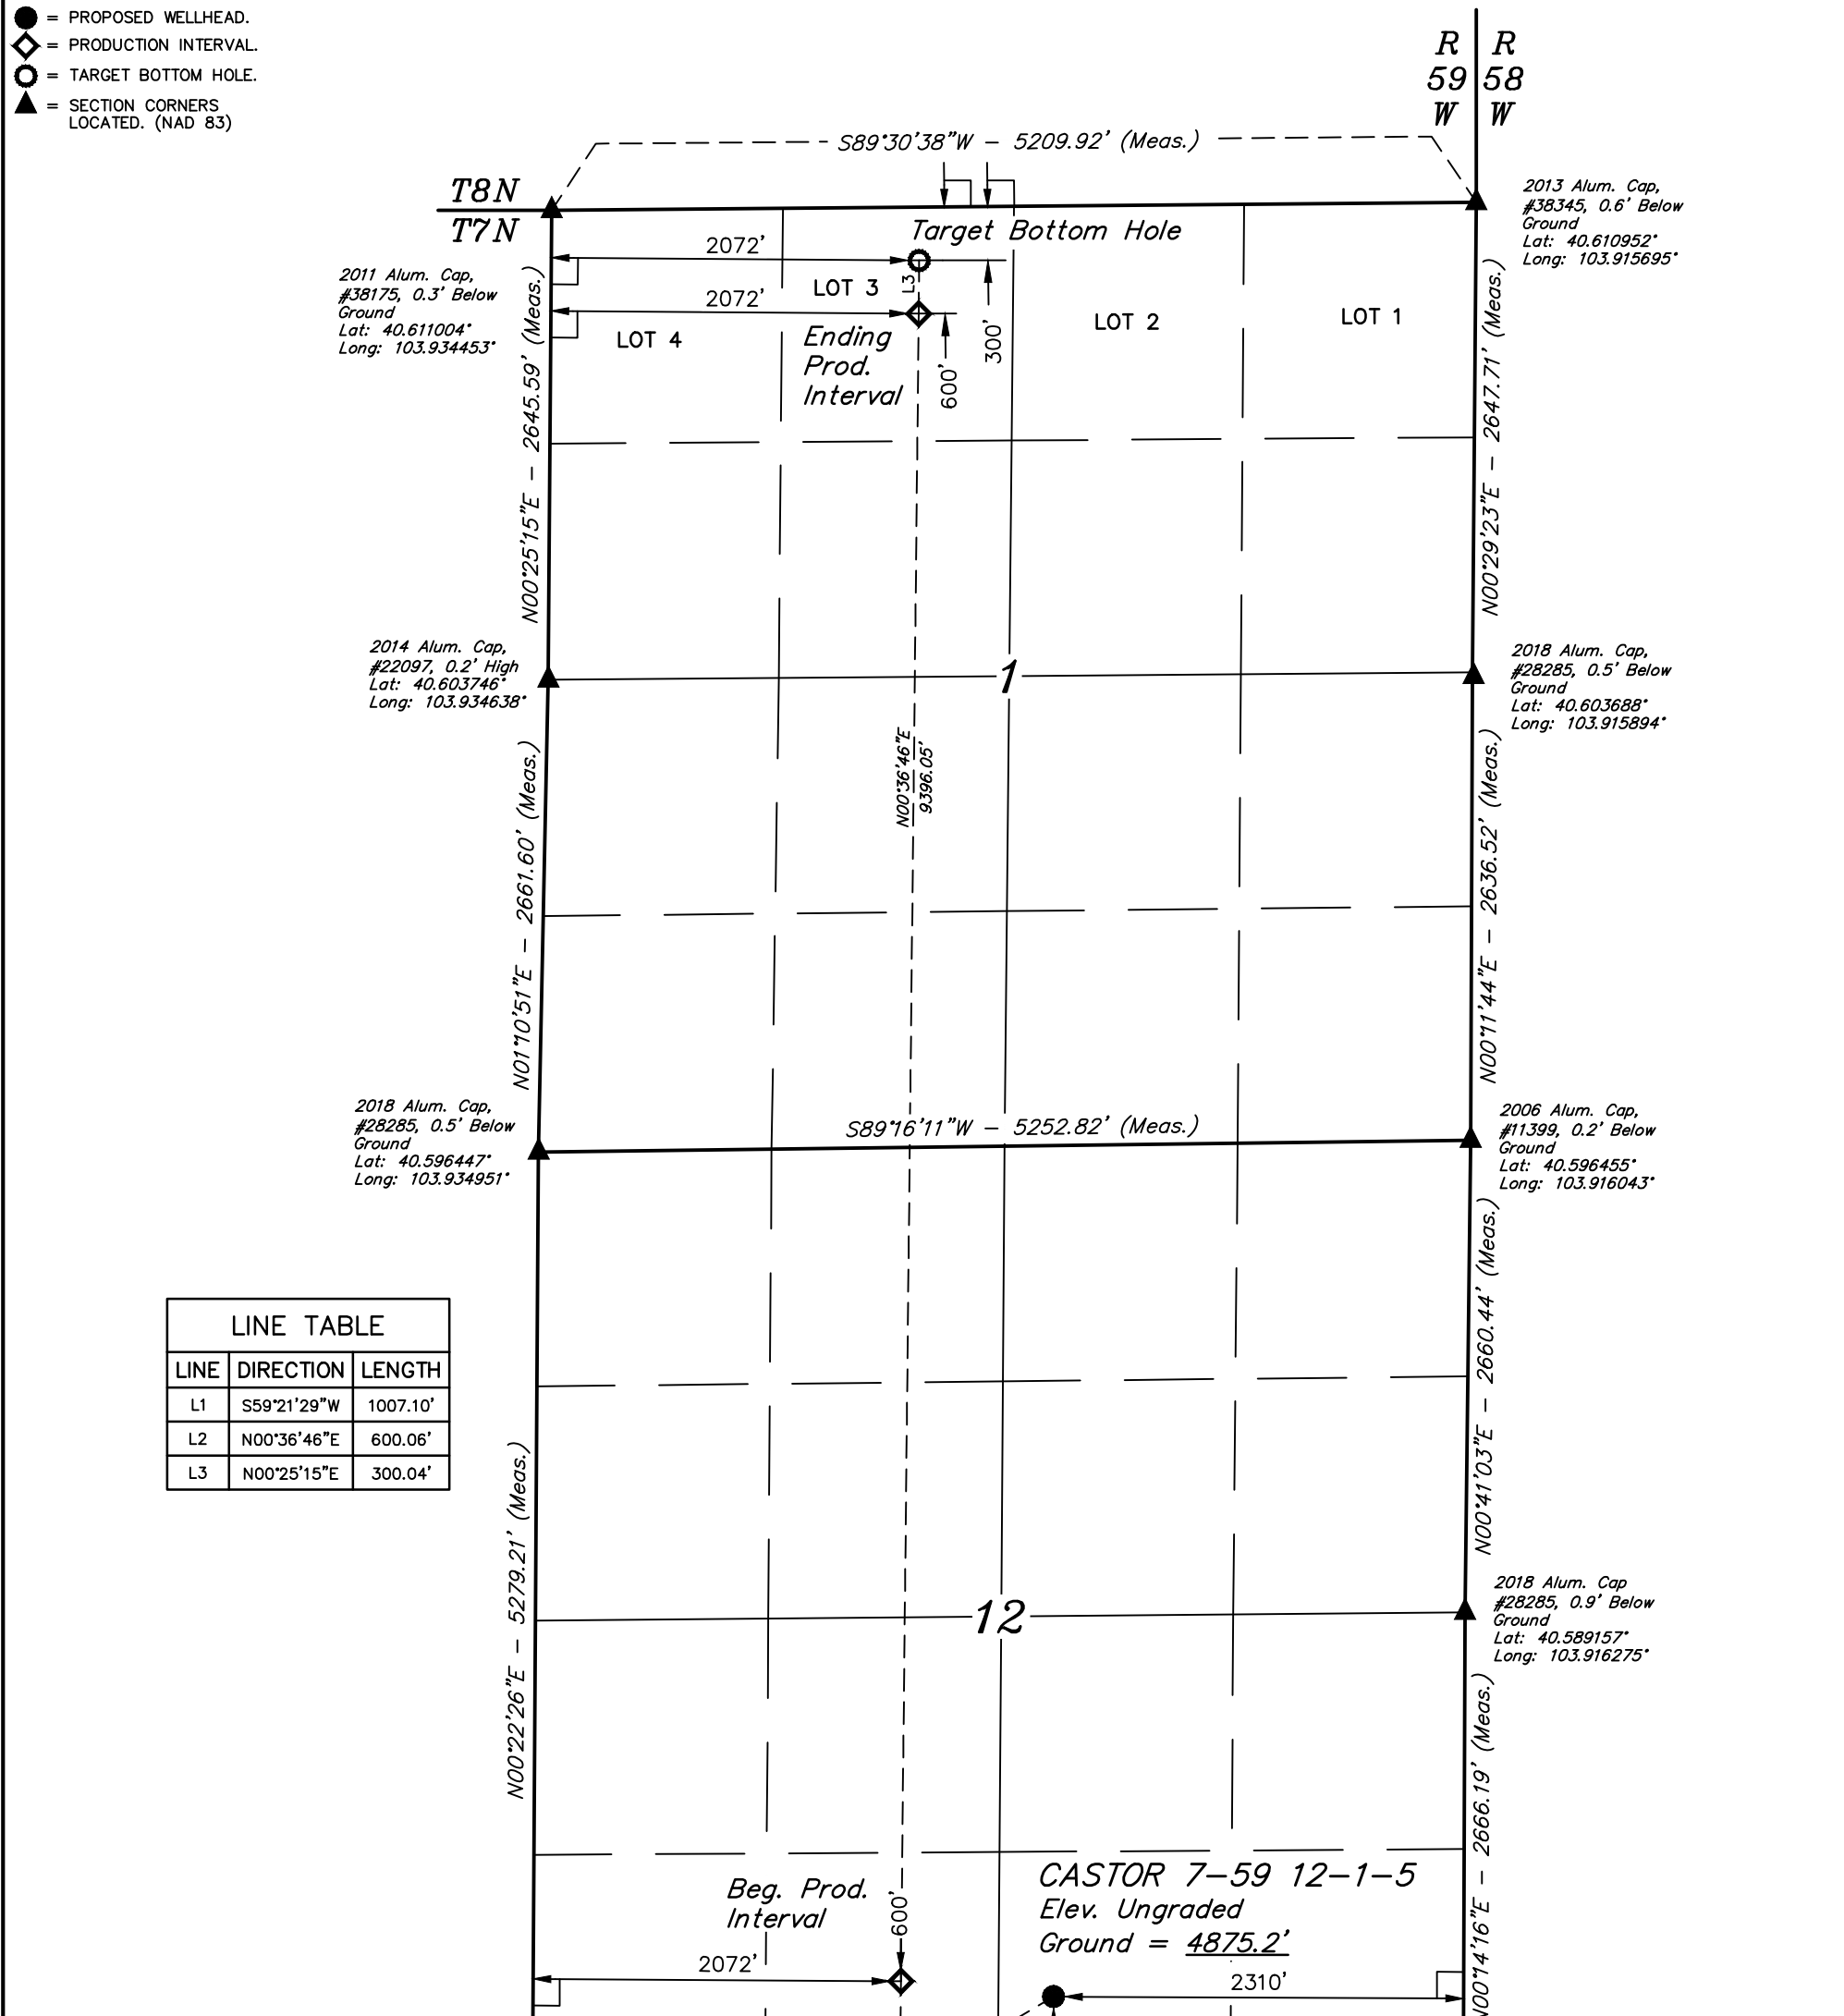 = PROPOSED WELLHEAD.
= PRODUCTION INTERVAL.
= TARGET BOTTOM HOLE.
= SECTION CORNERS
LOCATED. (NAD 83)
R R
59 58
W W
S89°30'38"W - 5209.92' (Meas.)
T8N
T7N
2013 Alum. Cap,
#38345, 0.6' Below
Ground
Lat: 40.610952°
Long: 103.915695°
2011 Alum. Cap,
#38175, 0.3' Below
Ground
Lat: 40.611004°
Long: 103.934453°
Target Bottom Hole
2072'
L3
LOT 3
2072'
LOT 4
LOT 2
LOT 1
Ending
Prod.
Interval
600'
300'
N00°25'15"E - 2645.59' (Meas.)
N00°29'23"E - 2647.71' (Meas.)
2014 Alum. Cap,
#22097, 0.2' High
Lat: 40.603746°
Long: 103.934638°
1
2018 Alum. Cap,
#28285, 0.5' Below
Ground
Lat: 40.603688°
Long: 103.915894°
N00°36'46"E
9396.05'
N01°10'51"E - 2661.60' (Meas.)
N00°11'44"E - 2636.52' (Meas.)
2018 Alum. Cap,
#28285, 0.5' Below
Ground
Lat: 40.596447°
Long: 103.934951°
S89°16'11"W - 5252.82' (Meas.)
2006 Alum. Cap,
#11399, 0.2' Below
Ground
Lat: 40.596455°
Long: 103.916043°
LINE TABLE
LINE DIRECTION LENGTH
L1 S59°21'29"W 1007.10'
L2 N00°36'46"E 600.06'
L3 N00°25'15"E 300.04'
N00°22'26"E - 5279.21' (Meas.)
N00°41'03"E - 2660.44' (Meas.)
12
2018 Alum. Cap
#28285, 0.9' Below
Ground
Lat: 40.589157°
Long: 103.916275°
N00°14'16"E - 2666.19' (Meas.)
Beg. Prod.
Interval
600'
2072'
CASTOR 7-59 12-1-5
Elev. Ungraded
Ground = 4875.2'
2310'